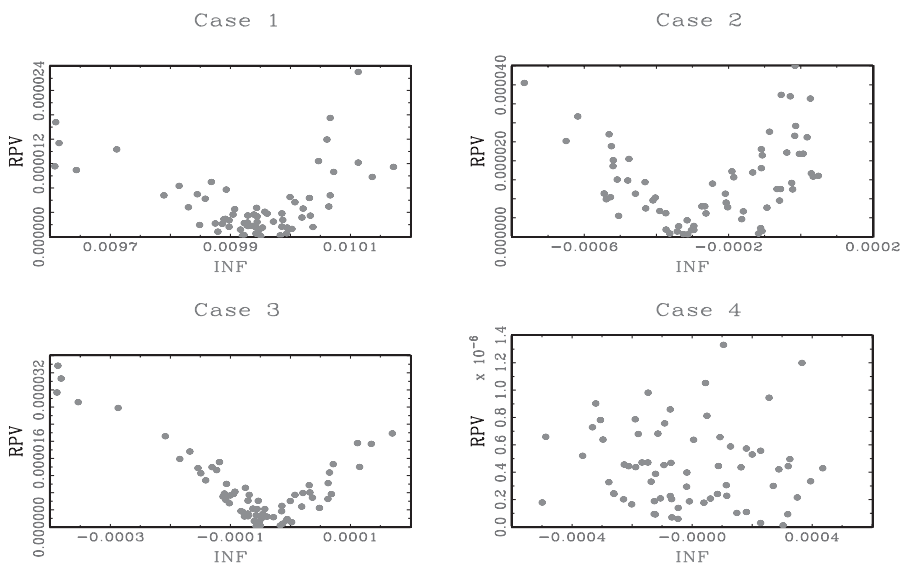 Case 1
RPV
0.000000 0.000012 0.000024
0.0097 0.0099 0.0101
INF
Case 2
RPV
0.000000 0.000020 0.000040
-0.0006 -0.0002 0.0002
INF
Case 3
RPV
0.000000 0.000016 0.000032
-0.0003 -0.0001 0.0001
INF
Case 4
x 10⁻⁶
RPV
0.0 0.2 0.4 0.6 0.8 1.0 1.2 1.4
-0.0004 -0.0000 0.0004
INF